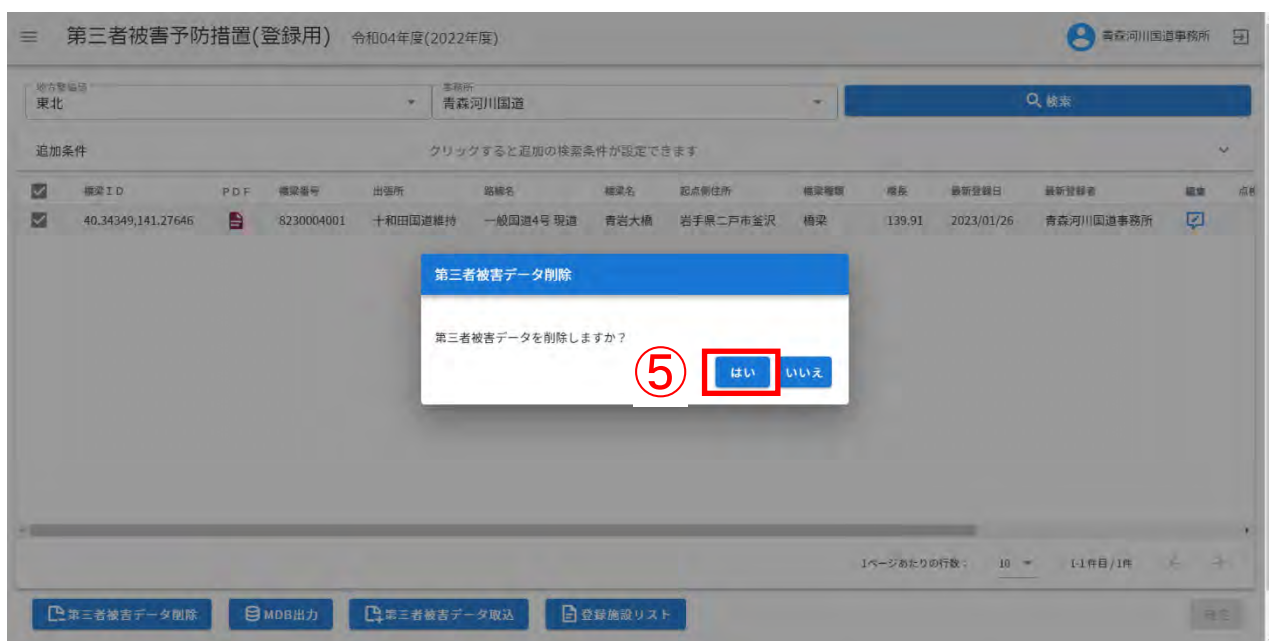 第三者被害予防措置(登録用) 令和04年度(2022年度) 青森河川国道事務所
地方整備局 事務所
東北 青森河川国道 検索
追加条件 クリックすると追加の検索条件が設定できます
橋梁ID PDF 橋梁番号 出張所 路線名 橋梁名 起点側住所 橋梁種類 橋長 最新登録日 最新登録者 編集 点検
40.34349,141.27646 8230004001 十和田国道維持 一般国道4号 現道 青岩大橋 岩手県二戸市釜沢 橋梁 139.91 2023/01/26 青森河川国道事務所
第三者被害データ削除
第三者被害データを削除しますか？
⑤ はい いいえ
1ページあたりの行数: 10 1-1件目/1件
第三者被害データ削除 MDB出力 第三者被害データ取込 登録施設リスト 確定